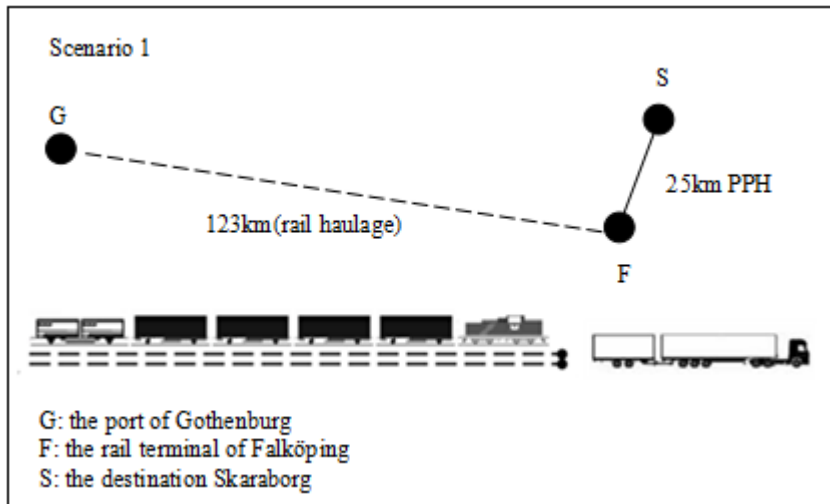 Scenario 1
S
G
25km PPH
123km(rail haulage)
F
G: the port of Gothenburg
F: the rail terminal of Falköping
S: the destination Skaraborg